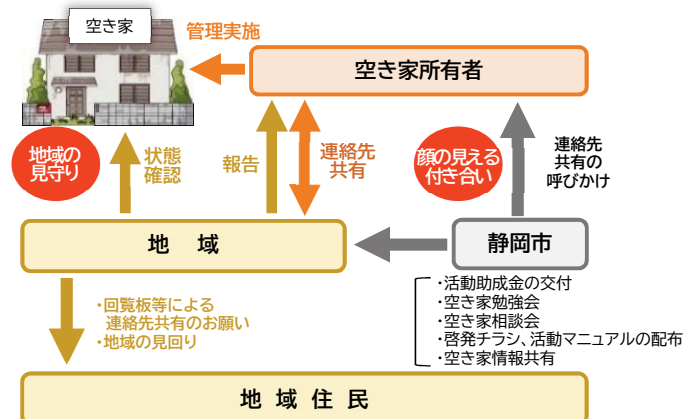 空き家
管理実施
空き家所有者
地域の
見守り
状態
確認
報告
連絡先
共有
顔の見える
付き合い
連絡先
共有の
呼びかけ
地 域
静岡市
・回覧板等による
連絡先共有のお願い
・地域の見回り
・活動助成金の交付
・空き家勉強会
・空き家相談会
・啓発チラシ、活動マニュアルの配布
・空き家情報共有
地 域 住 民